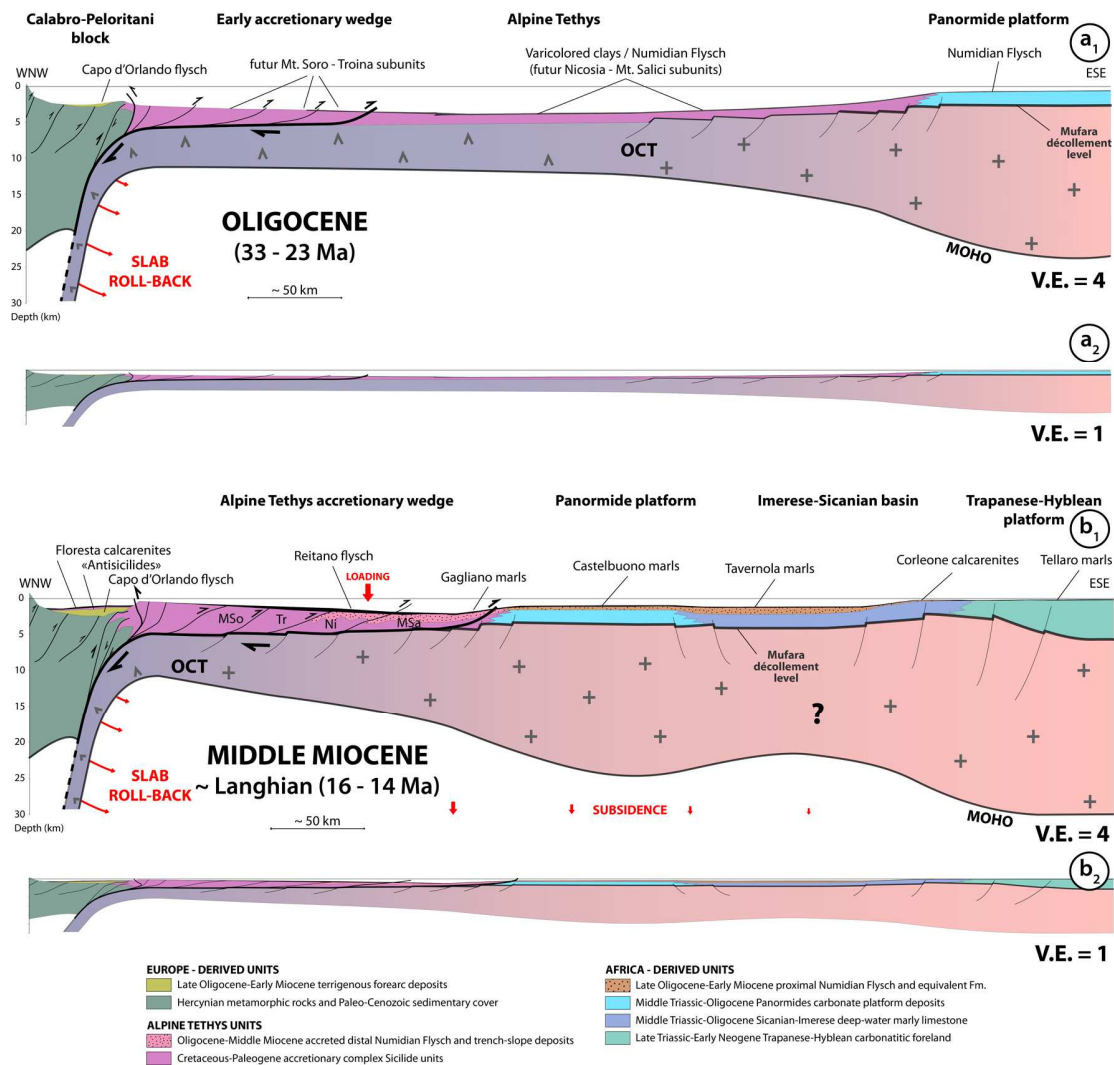 Calabro-Peloritani
block
Early accretionary wedge
Alpine Tethys
Panormide platform
a1
WNW
Capo d'Orlando flysch
futur Mt. Soro - Troina subunits
Varicolored clays / Numidian Flysch
(futur Nicosia - Mt. Salici subunits)
Numidian Flysch
ESE
0
5
10
15
20
25
30
Depth (km)
OCT
Mufara
décollement
level
OLIGOCENE
(33 - 23 Ma)
SLAB
ROLL-BACK
~ 50 km
MOHO
V.E. = 4
a2
V.E. = 1
Alpine Tethys accretionary wedge
Panormide platform
Imerese-Sicanian basin
Trapanese-Hyblean
platform
b1
Floresta calcarenites
«Antisicilides»
Capo d'Orlando flysch
Reitano flysch
LOADING
Gagliano marls
Castelbuono marls
Tavernola marls
Corleone calcarenites
Tellaro marls
WNW
ESE
0
5
10
15
20
25
30
Depth (km)
MSo
Tr
Ni
MSa
OCT
Mufara
décollement
level
?
MIDDLE MIOCENE
~ Langhian (16 - 14 Ma)
SLAB
ROLL-BACK
~ 50 km
SUBSIDENCE
MOHO
V.E. = 4
b2
V.E. = 1
EUROPE - DERIVED UNITS
Late Oligocene-Early Miocene terrigenous forearc deposits
Hercynian metamorphic rocks and Paleo-Cenozoic sedimentary cover
ALPINE TETHYS UNITS
Oligocene-Middle Miocene accreted distal Numidian Flysch and trench-slope deposits
Cretaceous-Paleogene accretionary complex Sicilide units
AFRICA - DERIVED UNITS
Late Oligocene-Early Miocene proximal Numidian Flysch and equivalent Fm.
Middle Triassic-Oligocene Panormides carbonate platform deposits
Middle Triassic-Oligocene Sicanian-Imerese deep-water marly limestone
Late Triassic-Early Neogene Trapanese-Hyblean carbonatitic foreland